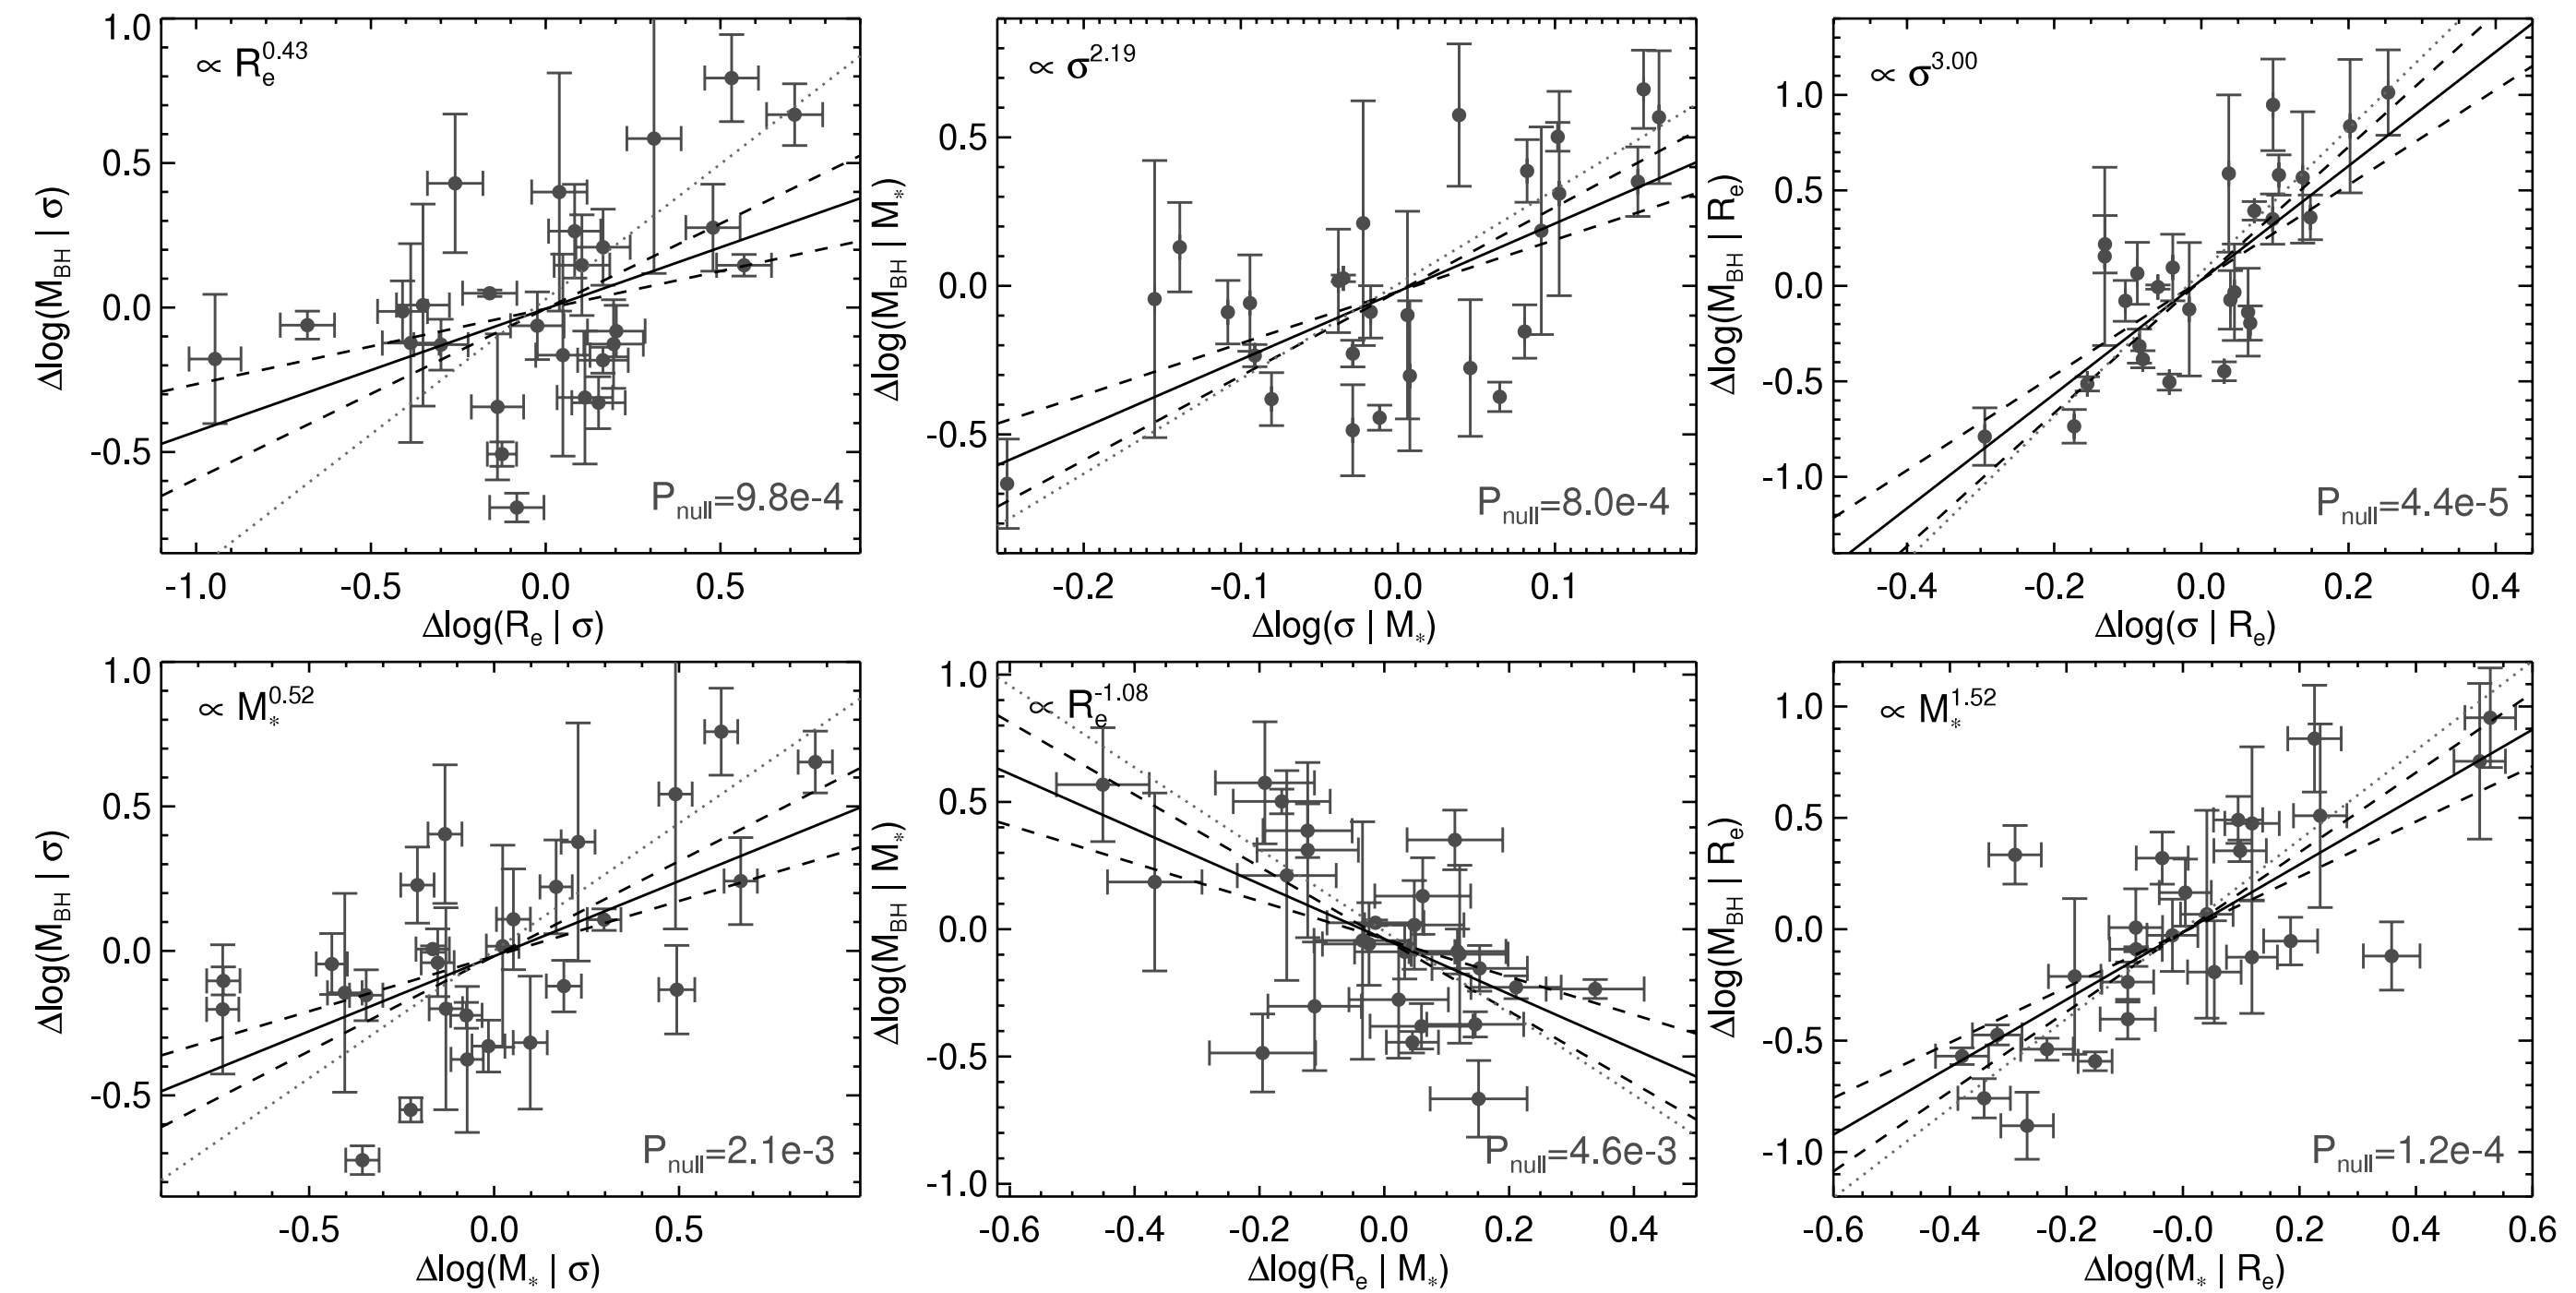 ∝ R_e^0.43
1.0
0.5
0.0
-0.5
Δlog(M_BH | σ)
P_null=9.8e-4
-1.0 -0.5 0.0 0.5
Δlog(R_e | σ)
∝ σ^2.19
0.5
0.0
-0.5
Δlog(M_BH | M_*)
P_null=8.0e-4
-0.2 -0.1 0.0 0.1
Δlog(σ | M_*)
∝ σ^3.00
1.0
0.5
0.0
-0.5
-1.0
Δlog(M_BH | R_e)
P_null=4.4e-5
-0.4 -0.2 0.0 0.2 0.4
Δlog(σ | R_e)
∝ M_*^0.52
1.0
0.5
0.0
-0.5
Δlog(M_BH | σ)
P_null=2.1e-3
-0.5 0.0 0.5
Δlog(M_* | σ)
∝ R_e^-1.08
1.0
0.5
0.0
-0.5
-1.0
Δlog(M_BH | M_*)
P_null=4.6e-3
-0.6 -0.4 -0.2 0.0 0.2 0.4
Δlog(R_e | M_*)
∝ M_*^1.52
1.0
0.5
0.0
-0.5
-1.0
Δlog(M_BH | R_e)
P_null=1.2e-4
-0.6 -0.4 -0.2 -0.0 0.2 0.4 0.6
Δlog(M_* | R_e)